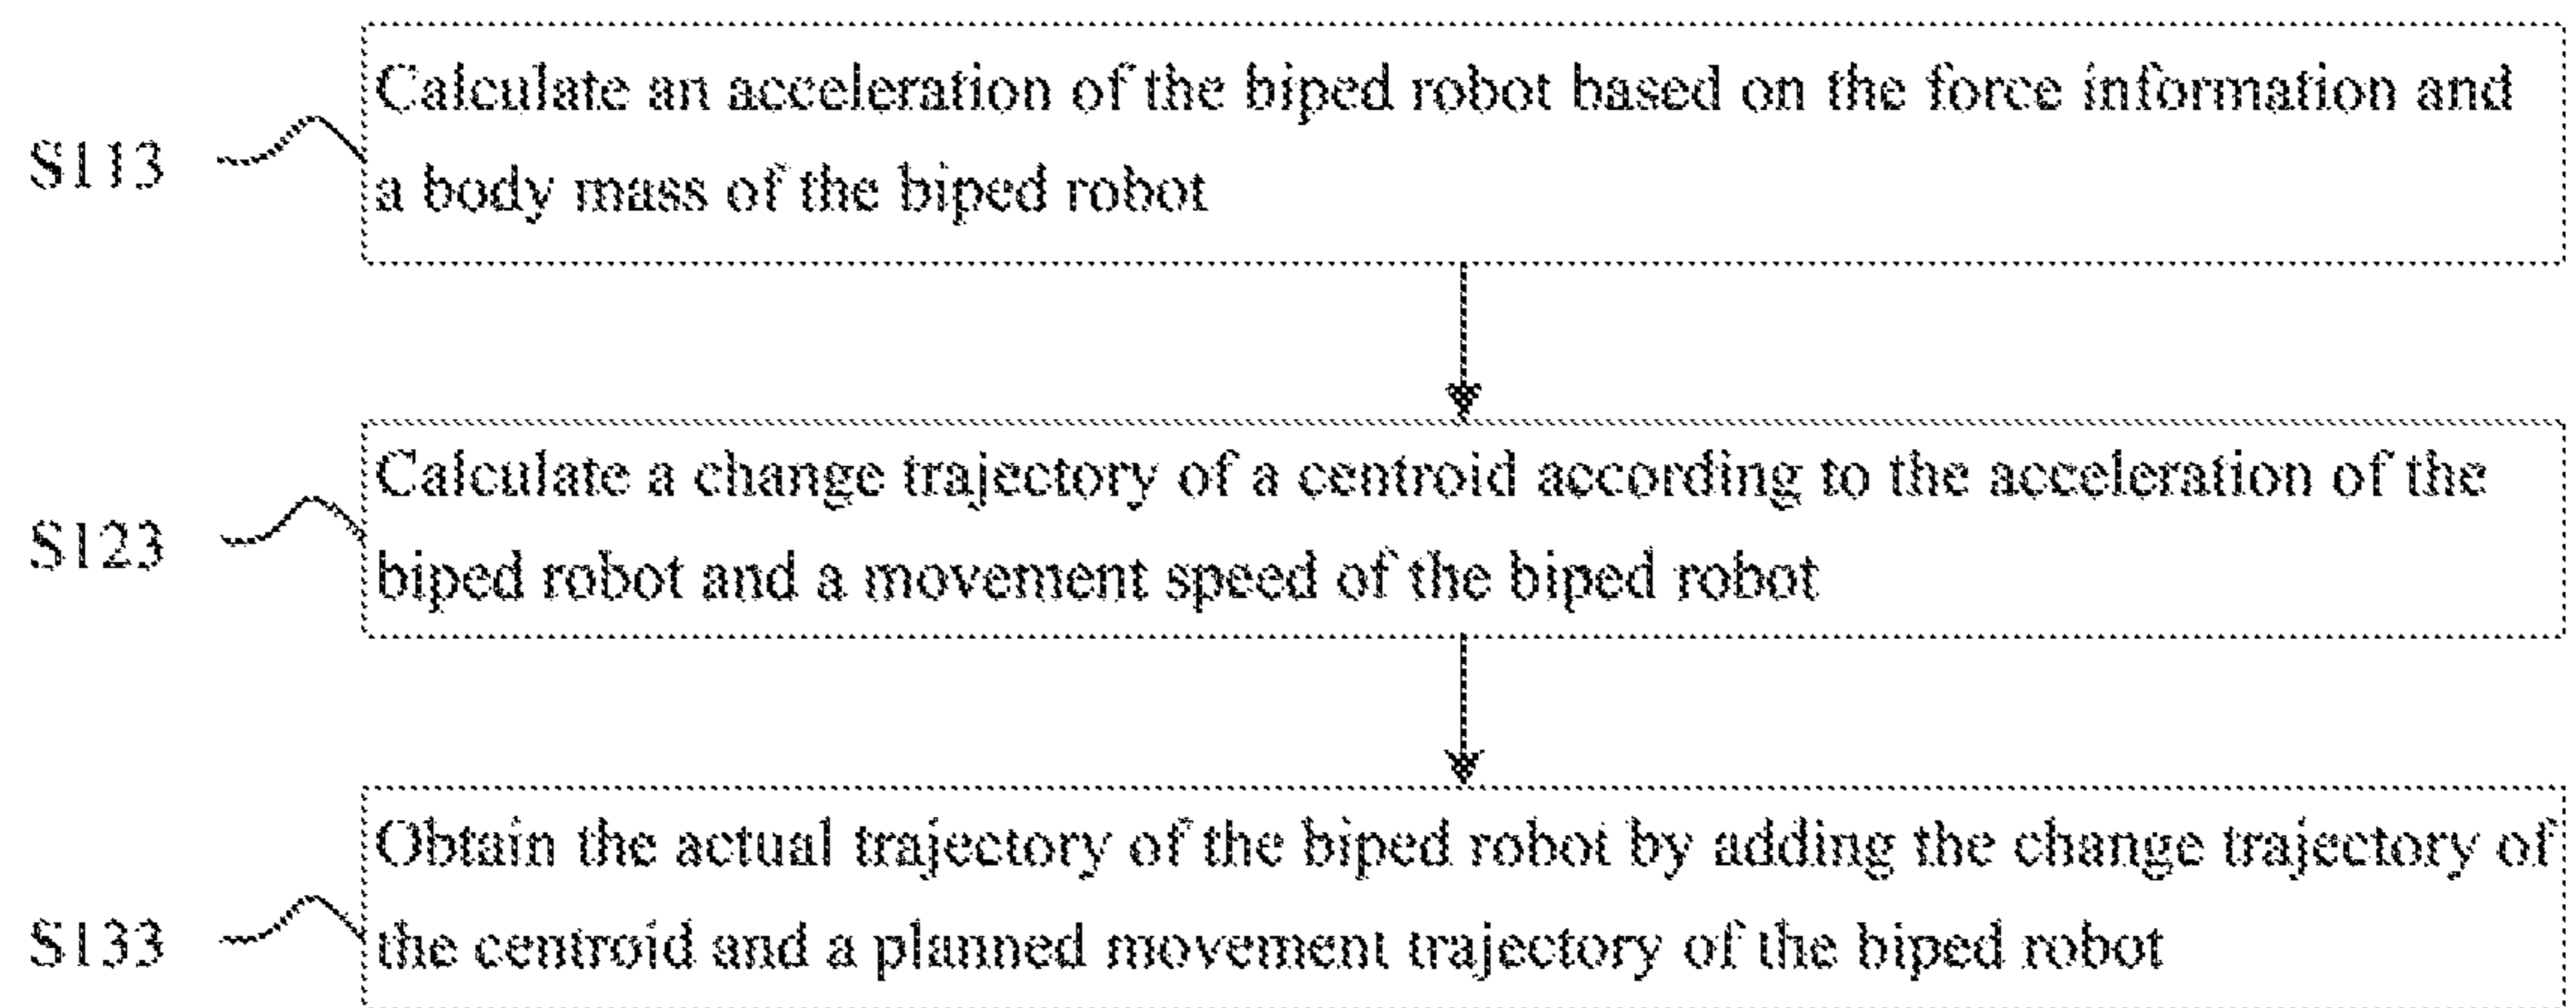 Calculate an acceleration of the biped robot based on the force information and
S113
a body mass of the biped robot
Calculate a change trajectory of a centroid according to the acceleration of the
S123
biped robot and a movement speed of the biped robot
Obtain the actual trajectory of the biped robot by adding the change trajectory of
S133
the centroid and a planned movement trajectory of the biped robot